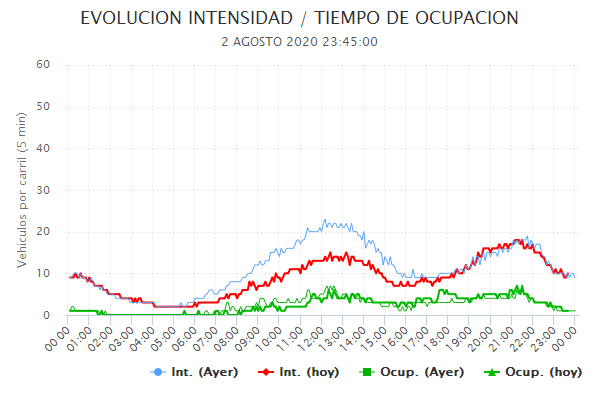 EVOLUCION INTENSIDAD / TIEMPO DE OCUPACION
2 AGOSTO 2020 23:45:00
Vehiculos por carril (5 min)
60
50
40
30
20
10
0
00:00 01:00 02:00 03:00 04:00 05:00 06:00 07:00 08:00 09:00 10:00 11:00 12:00 13:00 14:00 15:00 16:00 17:00 18:00 19:00 20:00 21:00 22:00 23:00 00:00
Int. (Ayer) Int. (hoy) Ocup. (Ayer) Ocup. (hoy)